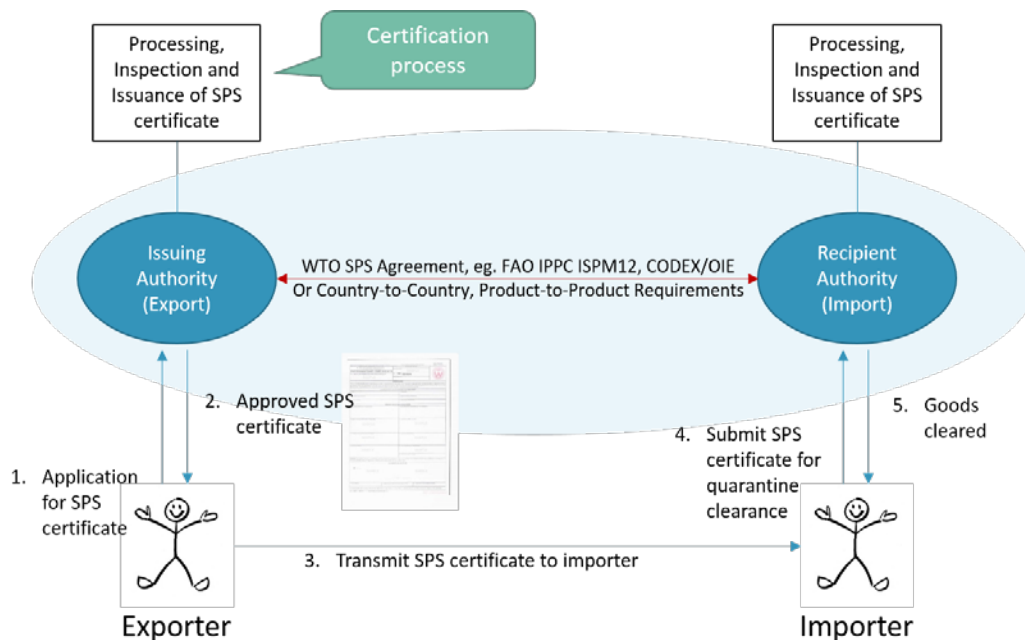 Processing,
Inspection and
Issuance of SPS
certificate
Certification
process
Processing,
Inspection and
Issuance of SPS
certificate
Issuing
Authority
(Export)
WTO SPS Agreement, eg. FAO IPPC ISPM12, CODEX/OIE
Or Country-to-Country, Product-to-Product Requirements
Recipient
Authority
(Import)
2. Approved SPS
certificate
5. Goods
cleared
4. Submit SPS
certificate for
quarantine
clearance
1. Application
for SPS
certificate
3. Transmit SPS certificate to importer
Exporter
Importer